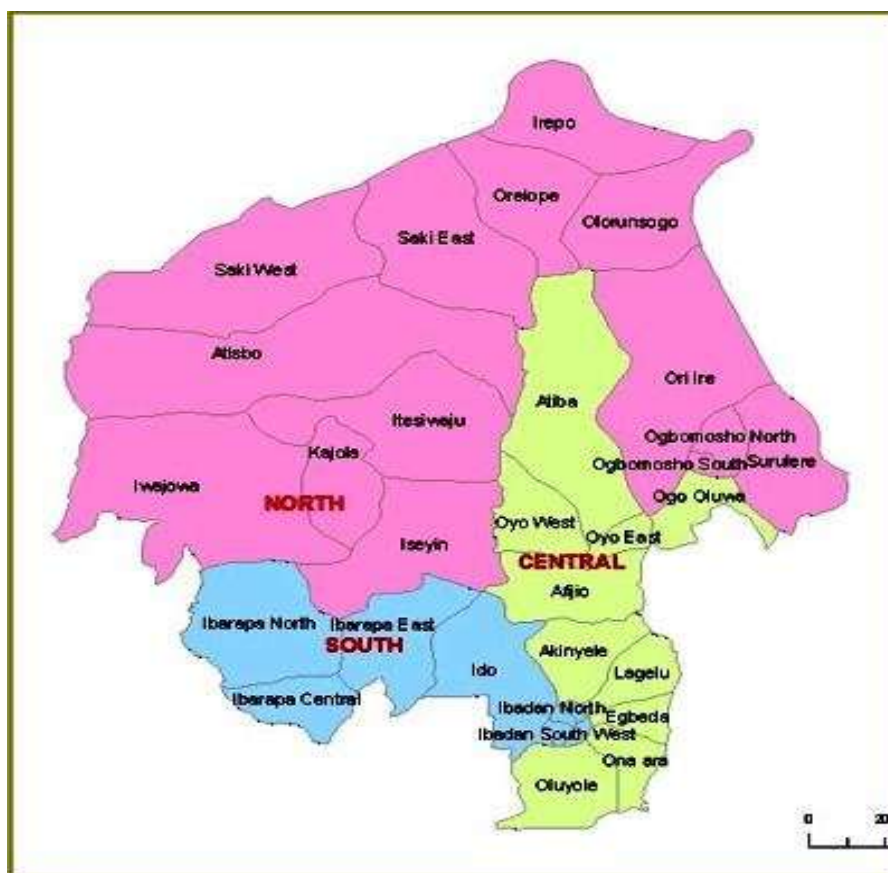 Irepo
Orelope
Olorunsogo
Saki East
Saki West
Atisbo
Ori Ire
Atiba
Itesiwaju
Ogbomosho North
Kajola
Ogbomosho South
Surulere
Iwajowa
Ogo Oluwa
NORTH
Oyo West
Oyo East
Iseyin
CENTRAL
Afijio
Ibarapa North
Ibarapa East
SOUTH
Akinyele
Ido
Lagelu
Ibarapa Central
Ibadan North
Egbeda
Ibadan South West
Ona ara
Oluyole
0